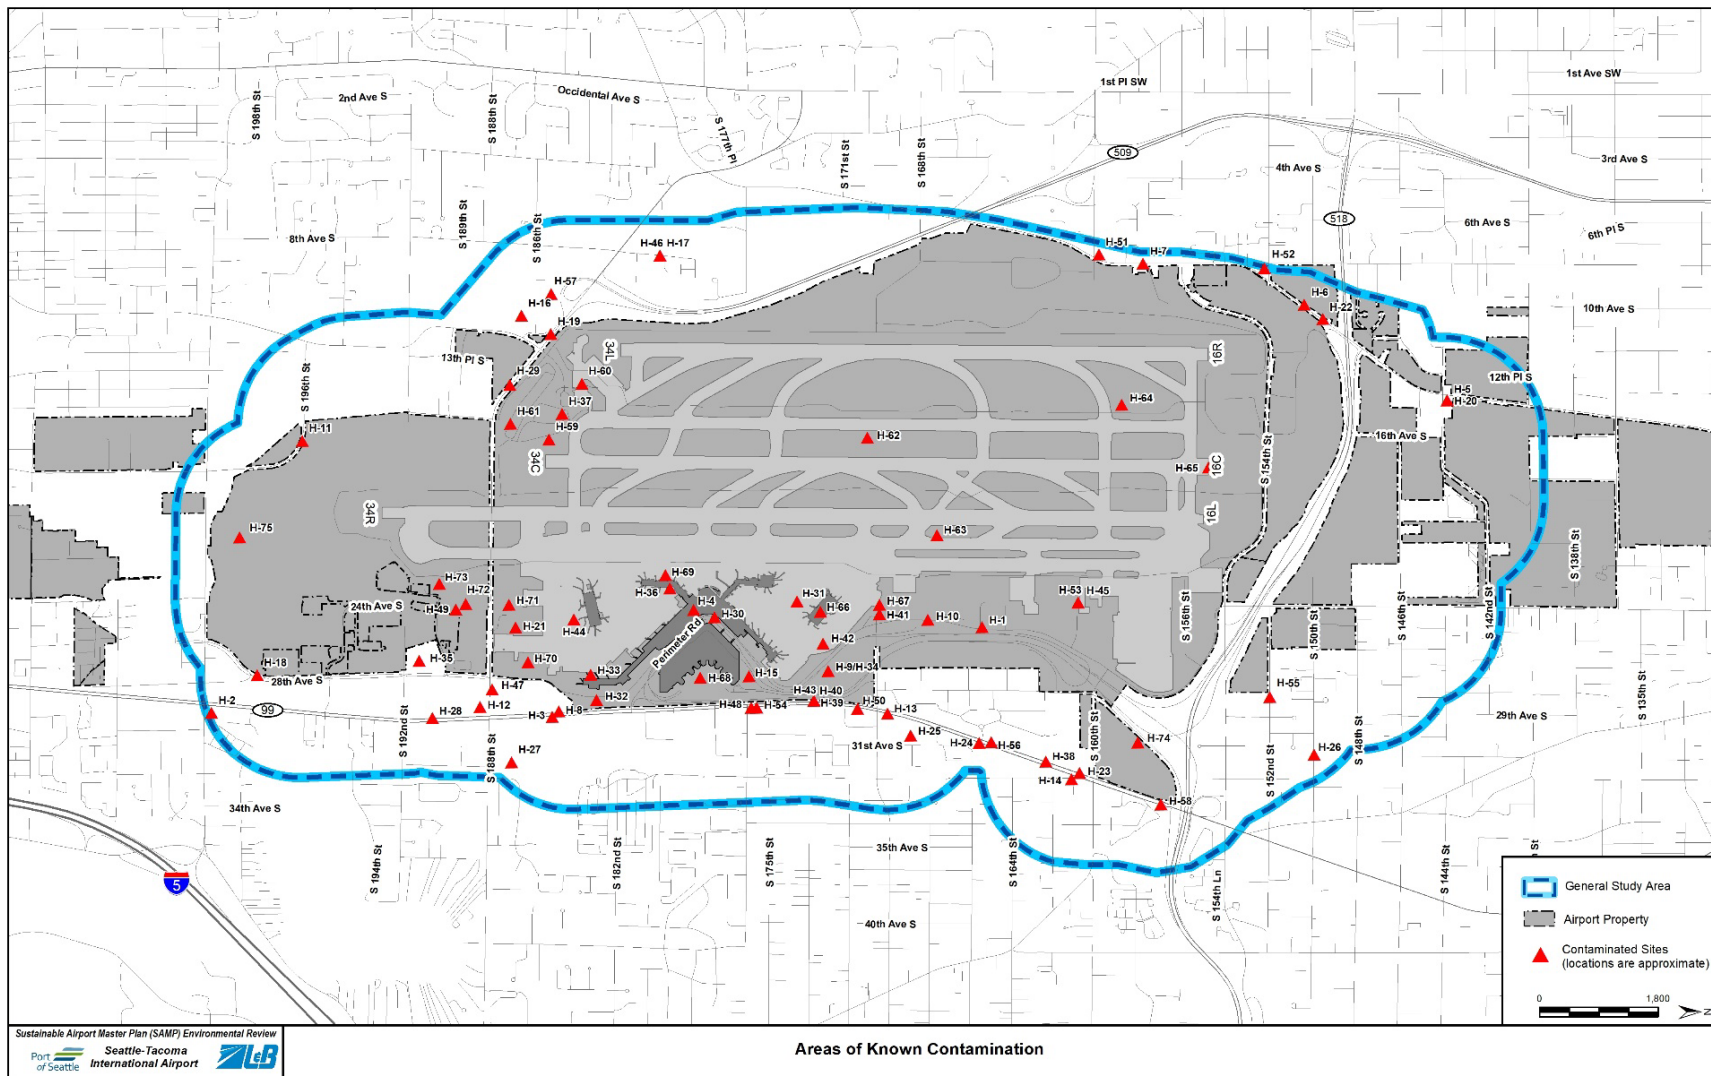 1st Pl SW
1st Ave SW
2nd Ave S
Occidental Ave S
S 198th St
S 188th St
S 177th Pl
S 171st St
S 168th St
509
3rd Ave S
4th Ave S
518
6th Ave S
6th Pl S
8th Ave S
S 189th St
S 186th St
H-46 H-17
H-51
H-7
H-52
H-57
H-16
H-6
H-22
10th Ave S
H-19
13th Pl S
34L
16R
H-29
H-60
12th Pl S
H-5
H-20
S 196th St
H-37
H-64
H-61
H-11
H-59
H-62
16th Ave S
34C
H-65
16C
S 154th St
34R
16L
H-75
H-63
S 138th St
H-69
H-73
H-36
H-72
H-71
H-4
H-31
H-66
H-67
H-53
H-45
24th Ave S
H-49
H-30
H-41
H-10
H-1
S 156th St
S 150th St
S 146th St
S 142nd St
H-21
H-44
Perimeter Rd
H-42
H-18
H-35
H-70
H-33
H-68
H-15
H-9/H-34
28th Ave S
H-47
H-32
H-43
H-40
H-55
S 135th St
H-2
99
H-12
H-28
H-3
H-8
H-48
H-54
H-39
H-50
H-13
29th Ave S
S 192nd St
S 188th St
H-25
31st Ave S
H-24
H-56
S 160th St
H-74
S 152nd St
H-26
S 148th St
H-27
H-38
H-14
H-23
H-58
34th Ave S
S 194th St
S 182nd St
S 175th St
35th Ave S
S 164th St
S 154th Ln
S 144th St
5
40th Ave S
General Study Area
Airport Property
Contaminated Sites
(locations are approximate)
0 1,800
N
Sustainable Airport Master Plan (SAMP) Environmental Review
Port
of Seattle
Seattle-Tacoma
International Airport
L&B
Areas of Known Contamination